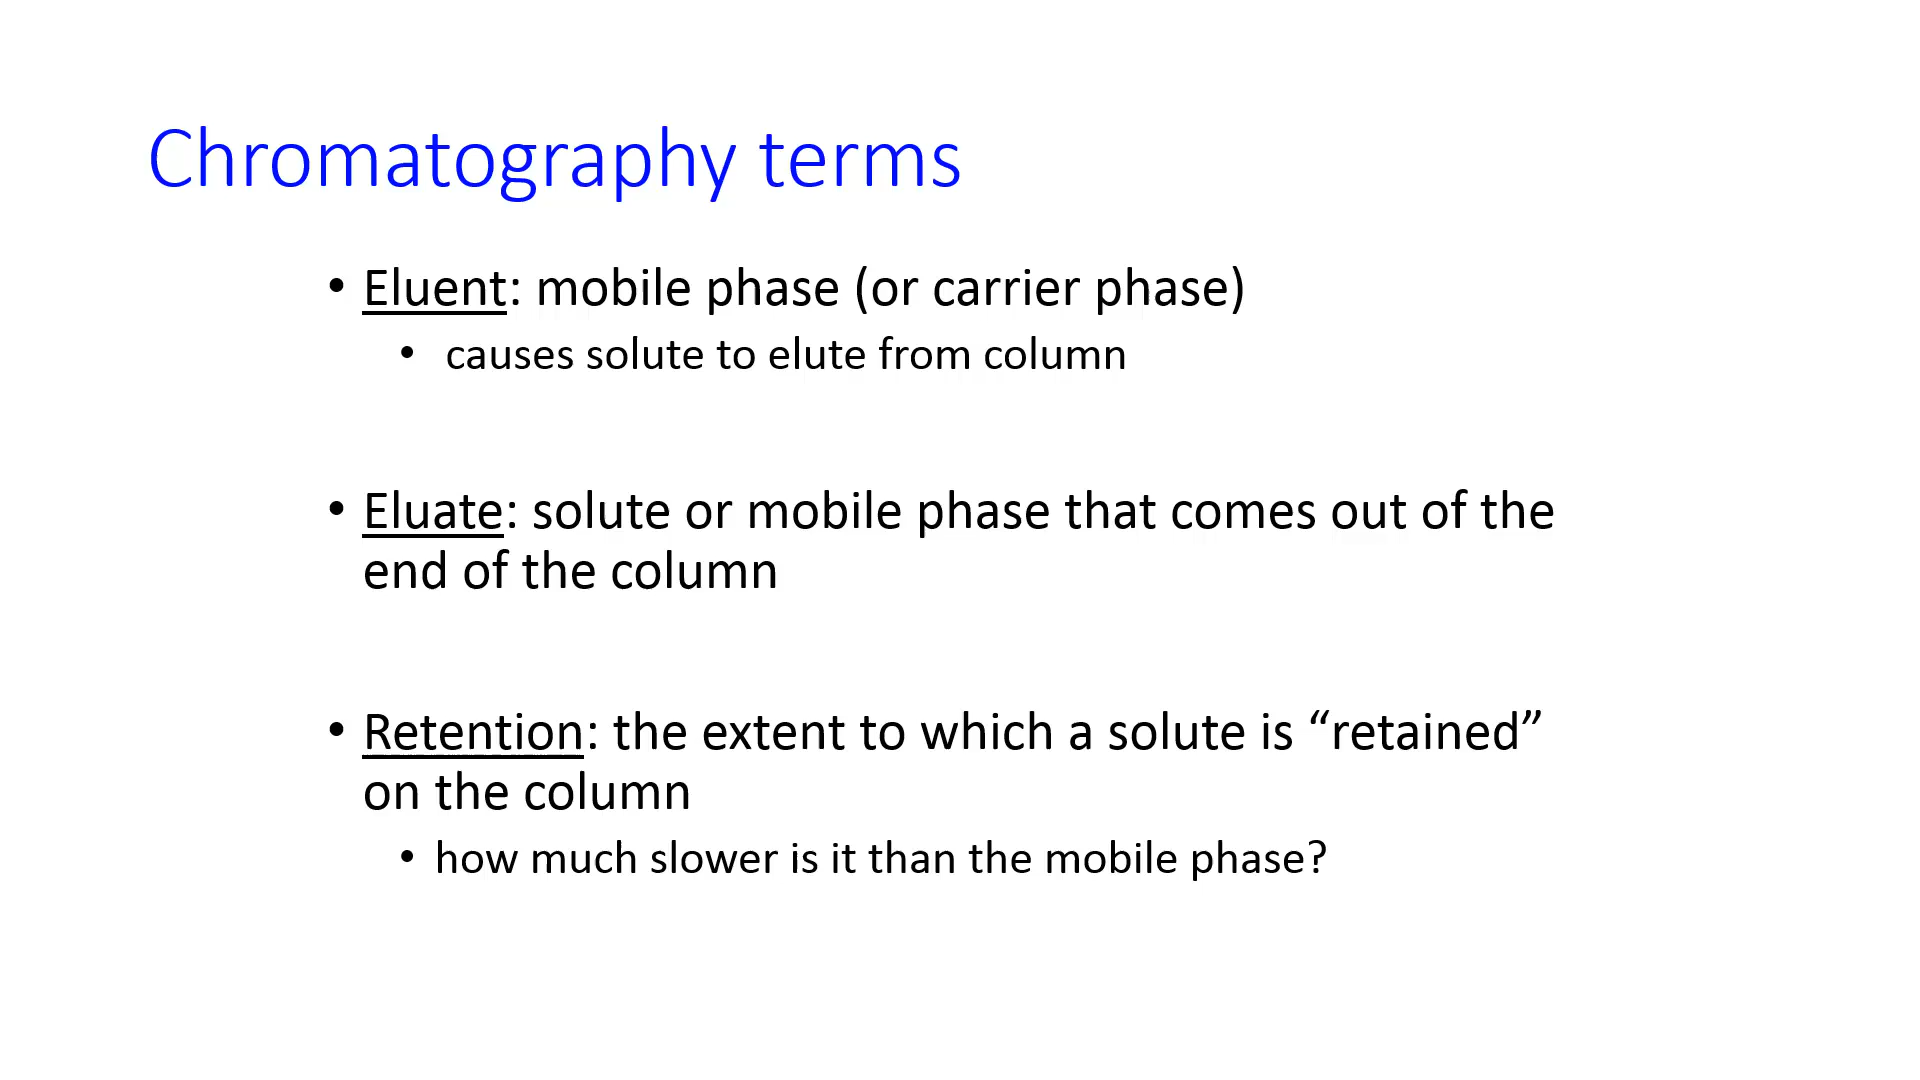 Chromatography terms
• Eluent: mobile phase (or carrier phase)
• causes solute to elute from column
• Eluate: solute or mobile phase that comes out of the
end of the column
• Retention: the extent to which a solute is “retained”
on the column
• how much slower is it than the mobile phase?